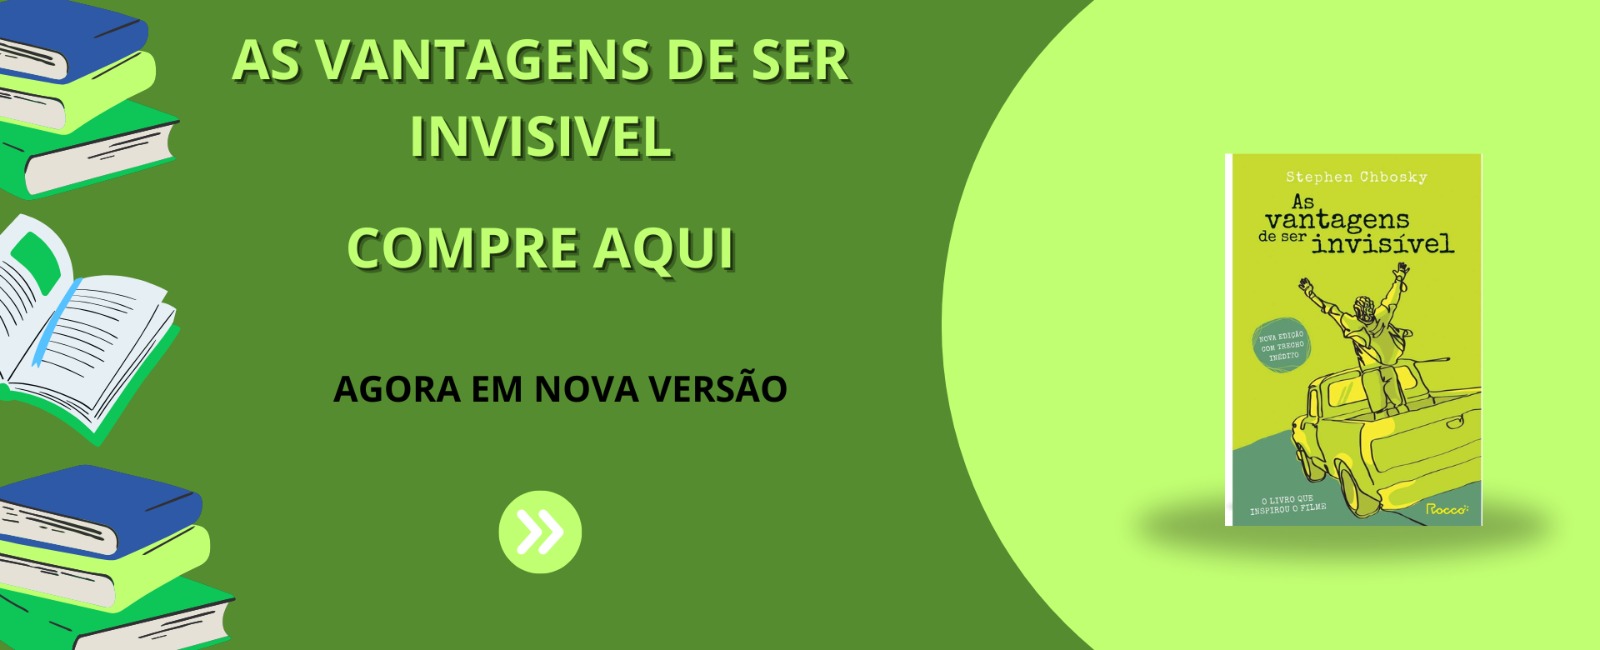 AS VANTAGENS DE SER
INVISIVEL
COMPRE AQUI
AGORA EM NOVA VERSÃO
Stephen Chbosky
As
vantagens
de ser invisível
NOVA EDIÇÃO
COM TRECHO
INÉDITO
O LIVRO QUE
INSPIROU O FILME
Rocco